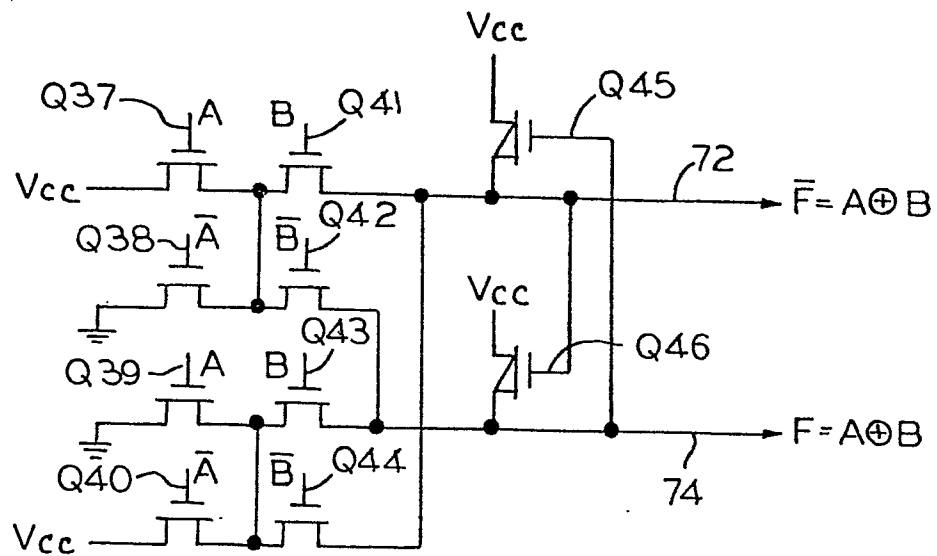 Vcc
Q37 A B Q41 Q45
72
Vcc F̅ = A⊕B
Q38 A̅ B̅ Q42
Vcc
Q39 A B Q43 Q46
F = A⊕B
Q40 A̅ B̅ Q44 74
Vcc